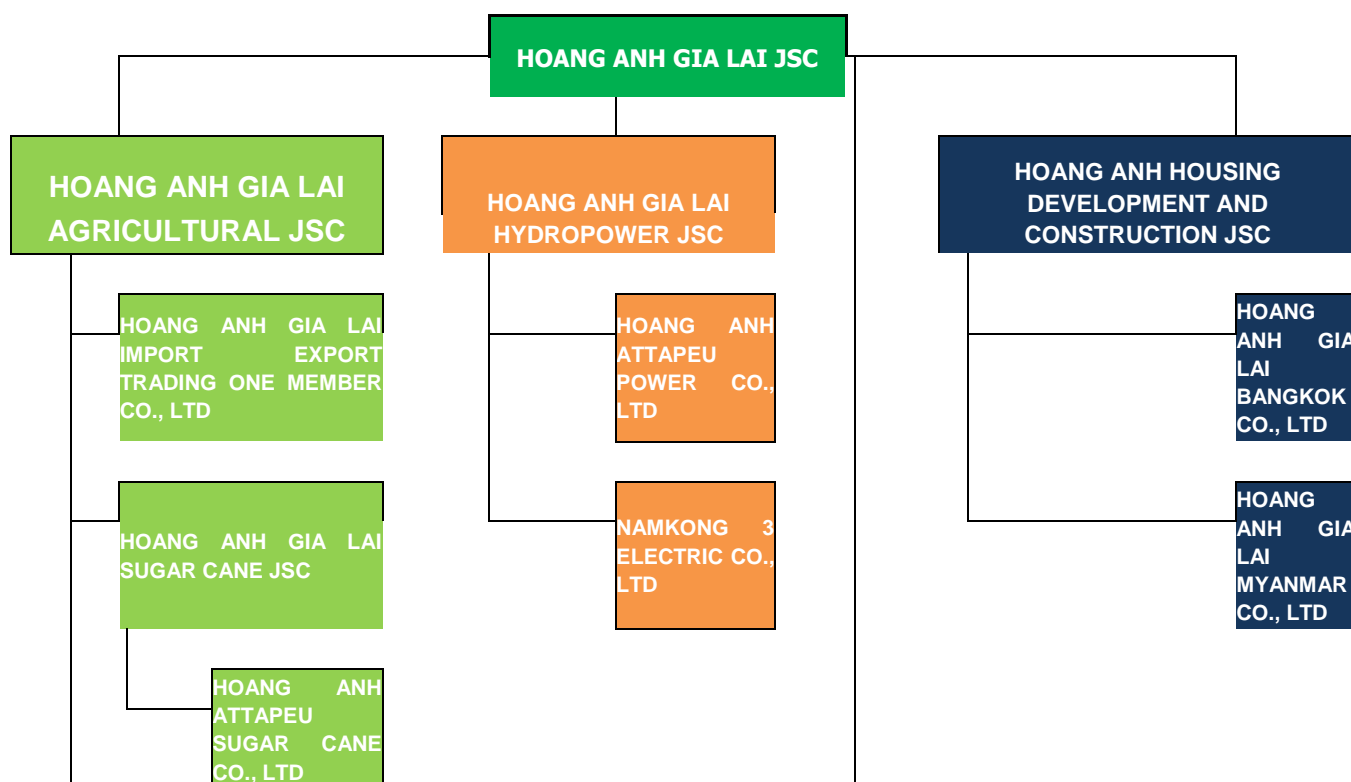 HOANG ANH GIA LAI JSC
HOANG ANH GIA LAI
AGRICULTURAL JSC
HOANG ANH GIA LAI
HYDROPOWER JSC
HOANG ANH HOUSING
DEVELOPMENT AND
CONSTRUCTION JSC
HOANG ANH GIA LAI
IMPORT EXPORT
TRADING ONE MEMBER
CO., LTD
HOANG ANH
ATTAPEU
POWER CO.,
LTD
HOANG
ANH GIA
LAI
BANGKOK
CO., LTD
HOANG ANH GIA LAI
SUGAR CANE JSC
NAMKONG 3
ELECTRIC CO.,
LTD
HOANG
ANH GIA
LAI
MYANMAR
CO., LTD
HOANG ANH
ATTAPEU
SUGAR CANE
CO., LTD